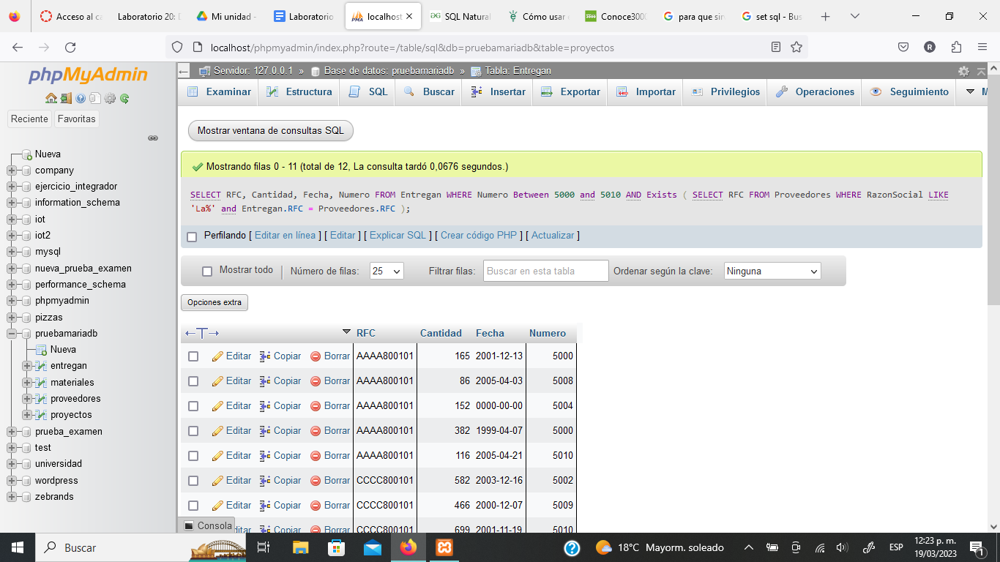 Acceso al ca
Laboratorio 20: D
Mi unidad -
Laboratorio
localhost
SQL Natural
Cómo usar
Conoce3000
para que sir
set sql - Bus
localhost/phpmyadmin/index.php?route=/table/sql&db=pruebamariadb&table=proyectos
phpMyAdmin
Reciente
Favoritas
Nueva
company
ejercicio_integrador
information_schema
iot
iot2
mysql
nueva_prueba_examen
performance_schema
phpmyadmin
pizzas
pruebamariadb
Nueva
entregan
materiales
proveedores
proyectos
prueba_examen
test
universidad
wordpress
zebrands
Servidor: 127.0.0.1 » Base de datos: pruebamariadb » Tabla: Entregan
Examinar Estructura SQL Buscar Insertar Exportar Importar Privilegios Operaciones Seguimiento M
Mostrar ventana de consultas SQL
Mostrando filas 0 - 11 (total de 12, La consulta tardó 0,0676 segundos.)
SELECT RFC, Cantidad, Fecha, Numero FROM Entregan WHERE Numero Between 5000 and 5010 AND Exists ( SELECT RFC FROM Proveedores WHERE RazonSocial LIKE
'La%' and Entregan.RFC = Proveedores.RFC );
Perfilando [ Editar en línea ] [ Editar ] [ Explicar SQL ] [ Crear código PHP ] [ Actualizar ]
Mostrar todo Número de filas: 25 Filtrar filas: Buscar en esta tabla Ordenar según la clave: Ninguna
Opciones extra
←T→ RFC Cantidad Fecha Numero
Editar Copiar Borrar AAAA800101 165 2001-12-13 5000
Editar Copiar Borrar AAAA800101 86 2005-04-03 5008
Editar Copiar Borrar AAAA800101 152 0000-00-00 5004
Editar Copiar Borrar AAAA800101 382 1999-04-07 5000
Editar Copiar Borrar AAAA800101 116 2005-04-21 5010
Editar Copiar Borrar CCCC800101 582 2003-12-16 5002
Editar Copiar Borrar CCCC800101 466 2000-12-07 5009
Editar Copiar Borrar CCCC800101 699 2001-11-19 5010
Consola
Buscar
18°C Mayorm. soleado
ESP
12:23 p. m.
19/03/2023
1